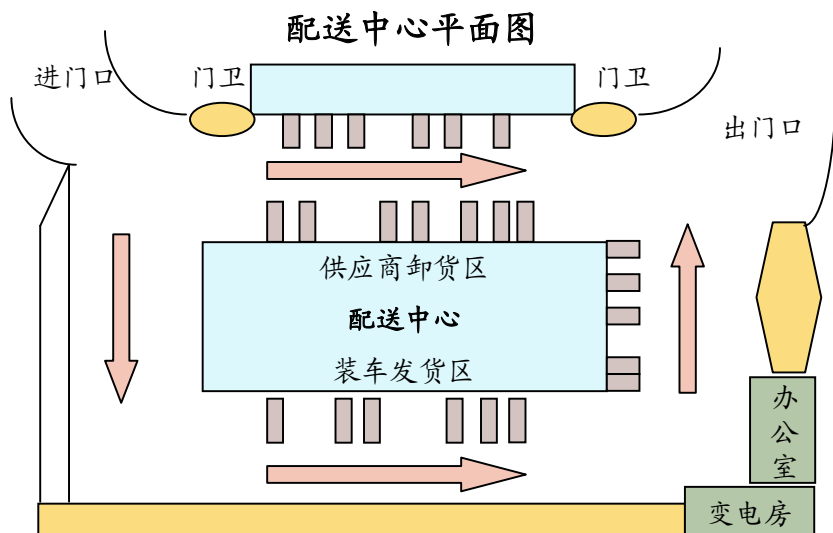 配送中心平面图
进门口
门卫
门卫
出门口
供应商卸货区
配送中心
装车发货区
办公室
变电房